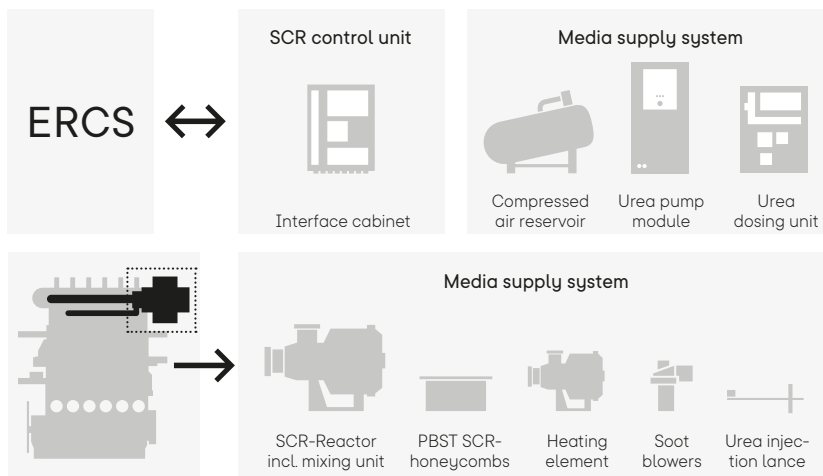 SCR control unit
Media supply system
ERCS
Interface cabinet
Compressed
air reservoir
Urea pump
module
Urea
dosing unit
Media supply system
SCR-Reactor
incl. mixing unit
PBST SCR-
honeycombs
Heating
element
Soot
blowers
Urea injec-
tion lance